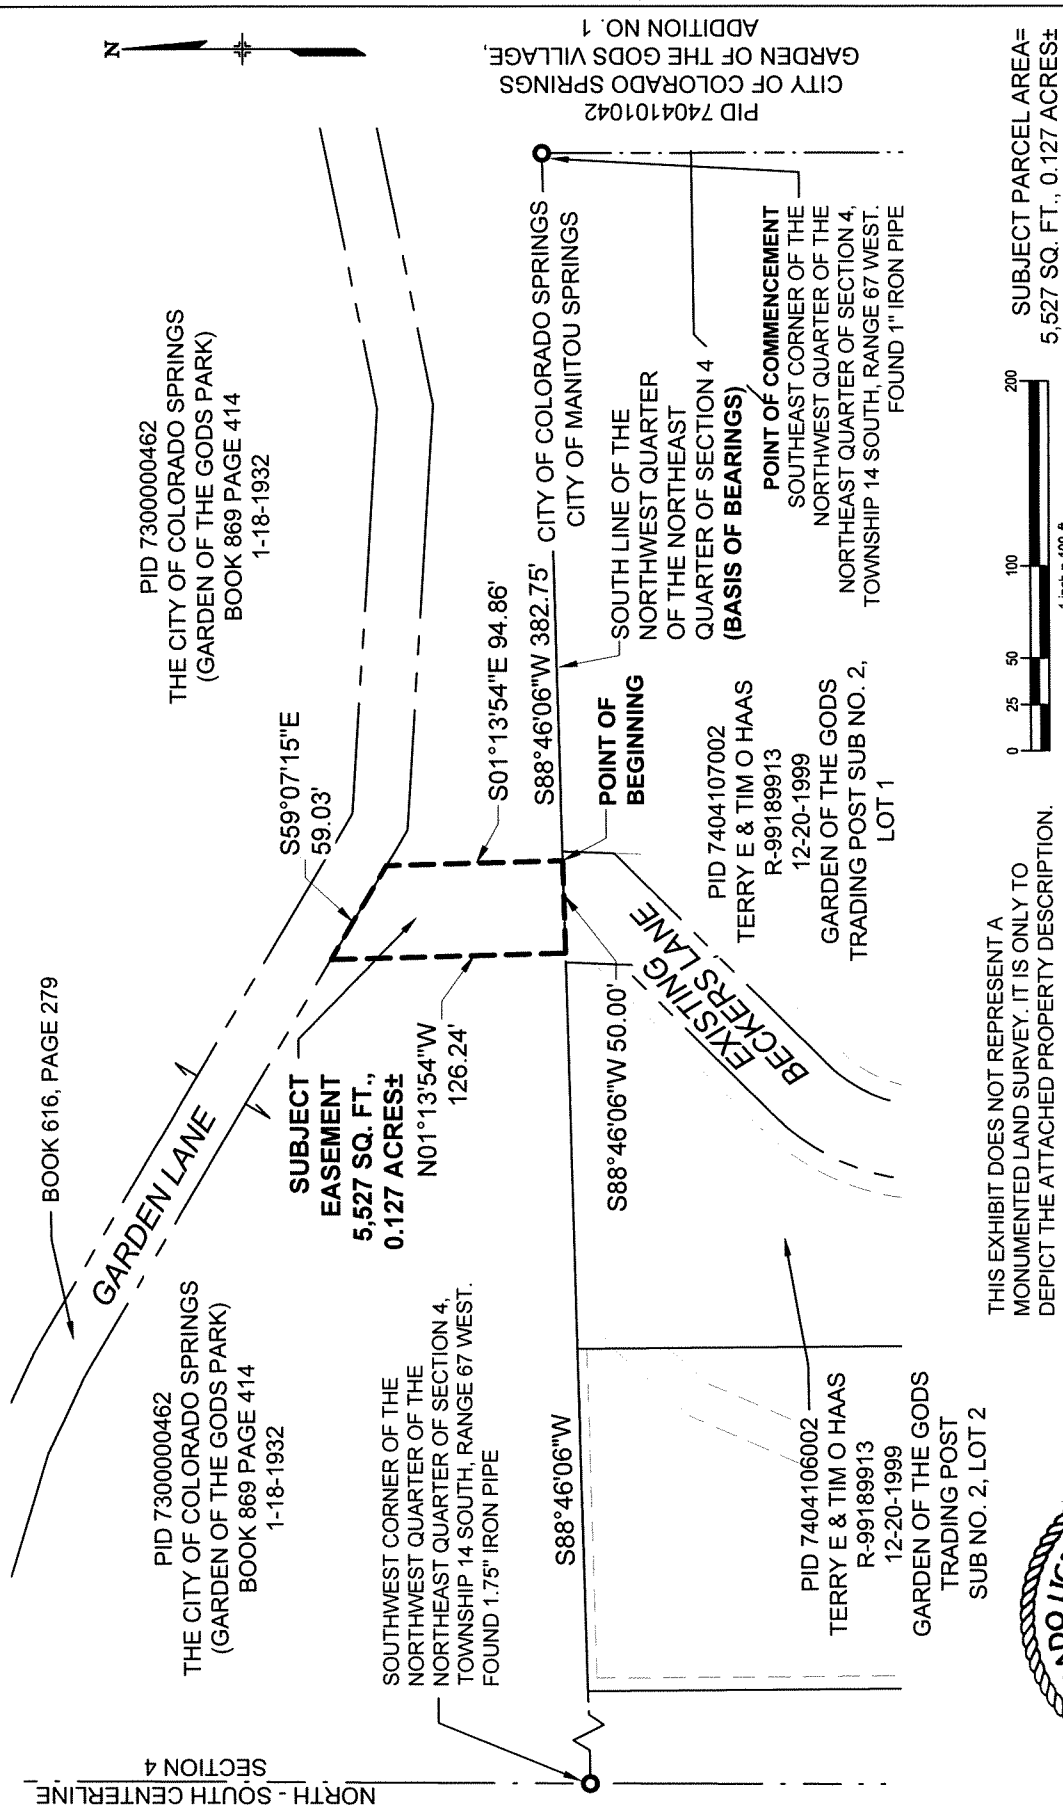 N
BOOK 616, PAGE 279
GARDEN LANE
PID 7300000462
THE CITY OF COLORADO SPRINGS
(GARDEN OF THE GODS PARK)
BOOK 869 PAGE 414
1-18-1932
PID 7300000462
THE CITY OF COLORADO SPRINGS
(GARDEN OF THE GODS PARK)
BOOK 869 PAGE 414
1-18-1932
NORTH - SOUTH CENTERLINE
SECTION 4
SOUTHWEST CORNER OF THE
NORTHWEST QUARTER OF THE
NORTHEAST QUARTER OF SECTION 4,
TOWNSHIP 14 SOUTH, RANGE 67 WEST.
FOUND 1.75" IRON PIPE
SUBJECT
EASEMENT
5,527 SQ. FT.,
0.127 ACRES±
N01°13'54"W
126.24'
S59°07'15"E
59.03'
S01°13'54"E 94.86'
S88°46'06"W 382.75'
CITY OF COLORADO SPRINGS
CITY OF MANITOU SPRINGS
PID 7404101042
CITY OF COLORADO SPRINGS
GARDEN OF THE GODS VILLAGE,
ADDITION NO. 1
S88°46'06"W
S88°46'06"W 50.00'
POINT OF
BEGINNING
SOUTH LINE OF THE
NORTHWEST QUARTER
OF THE NORTHEAST
QUARTER OF SECTION 4
(BASIS OF BEARINGS)
POINT OF COMMENCEMENT
SOUTHEAST CORNER OF THE
NORTHWEST QUARTER OF THE
NORTHEAST QUARTER OF SECTION 4,
TOWNSHIP 14 SOUTH, RANGE 67 WEST.
FOUND 1" IRON PIPE
EXISTING
BECKERS LANE
PID 7404107002
TERRY E & TIM O HAAS
R-99189913
12-20-1999
GARDEN OF THE GODS
TRADING POST SUB NO. 2,
LOT 1
PID 7404106002
TERRY E & TIM O HAAS
R-99189913
12-20-1999
GARDEN OF THE GODS
TRADING POST
SUB NO. 2, LOT 2
THIS EXHIBIT DOES NOT REPRESENT A
MONUMENTED LAND SURVEY. IT IS ONLY TO
DEPICT THE ATTACHED PROPERTY DESCRIPTION.
0 25 50 100 200
SUBJECT PARCEL AREA=
5,527 SQ. FT., 0.127 ACRES±